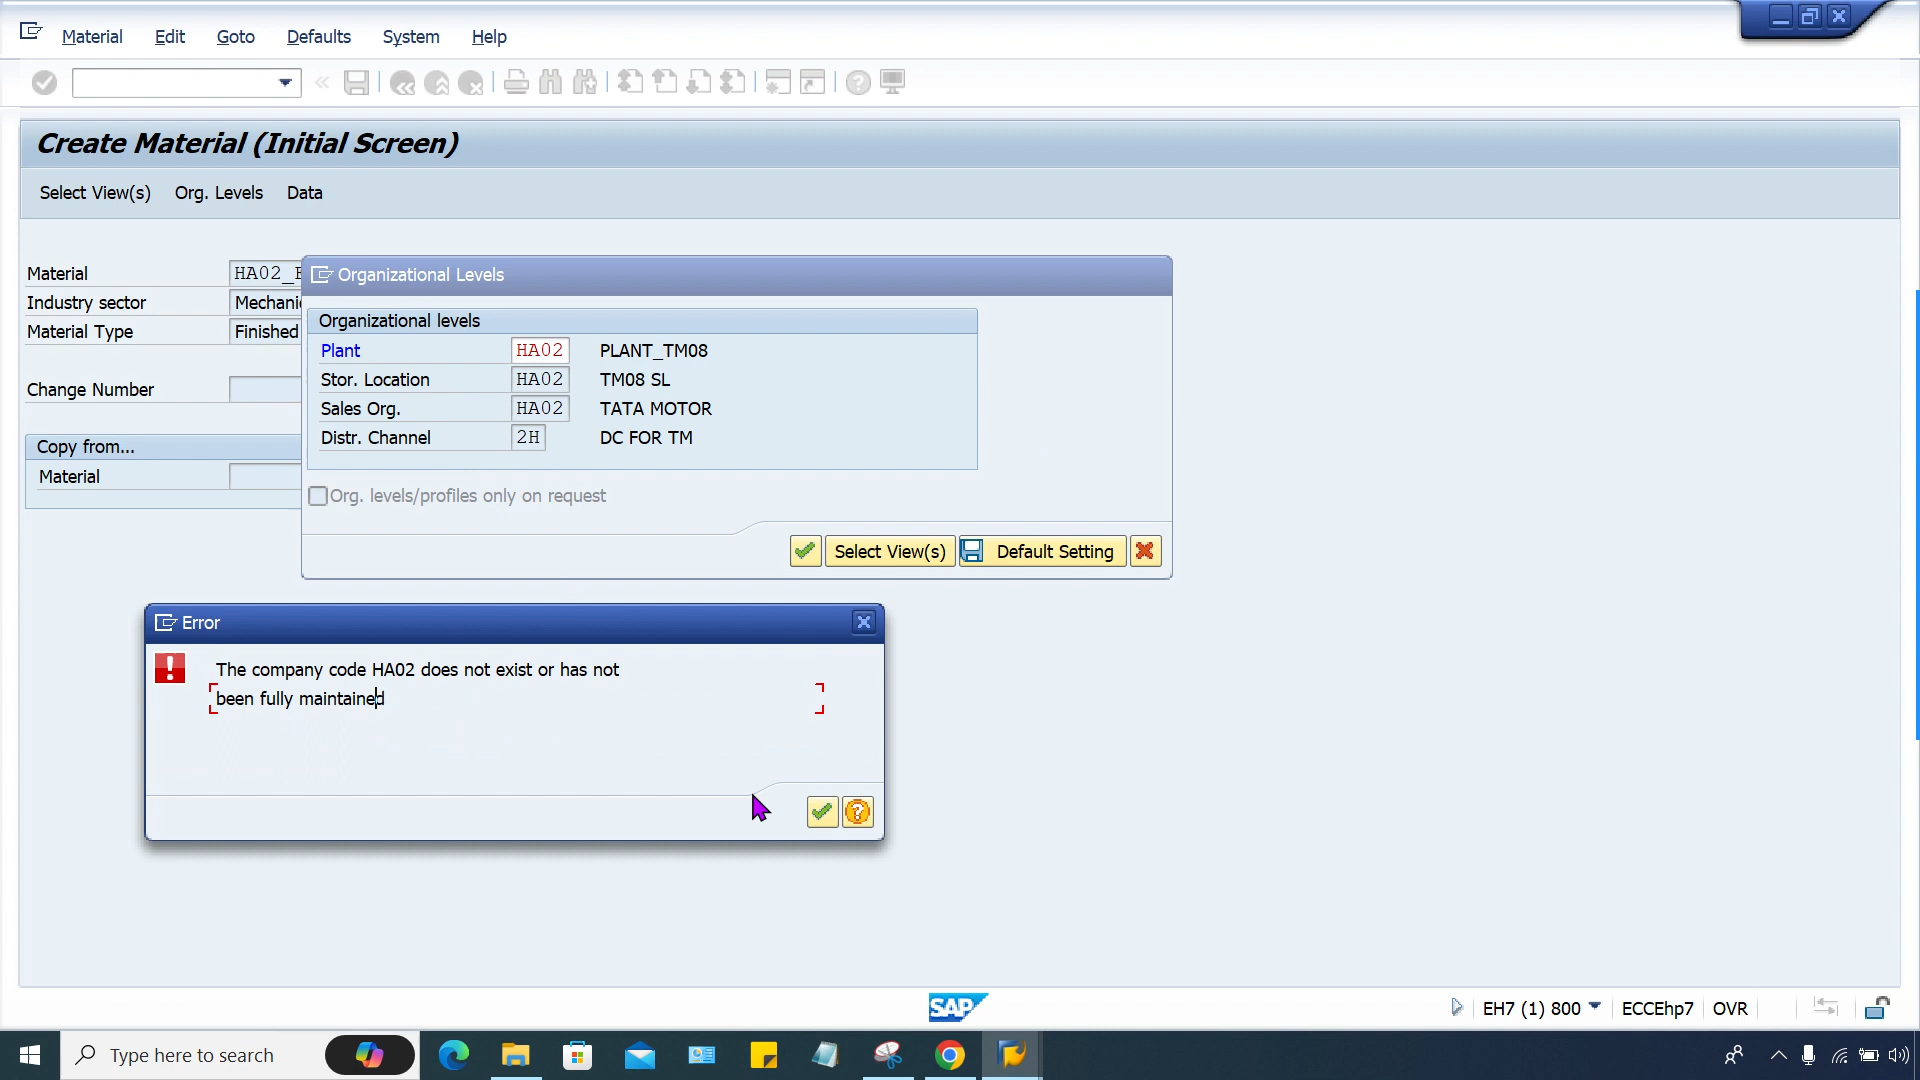 Material Edit Goto Defaults System Help
Create Material (Initial Screen)
Select View(s) Org. Levels Data
Material HA02_
Industry sector Mechani
Material Type Finished
Change Number
Copy from...
Material
Organizational Levels
Organizational levels
Plant HA02 PLANT_TM08
Stor. Location HA02 TM08 SL
Sales Org. HA02 TATA MOTOR
Distr. Channel 2H DC FOR TM
Org. levels/profiles only on request
Select View(s) Default Setting
Error
The company code HA02 does not exist or has not
been fully maintained
SAP
EH7 (1) 800 ECCEhp7 OVR
Type here to search